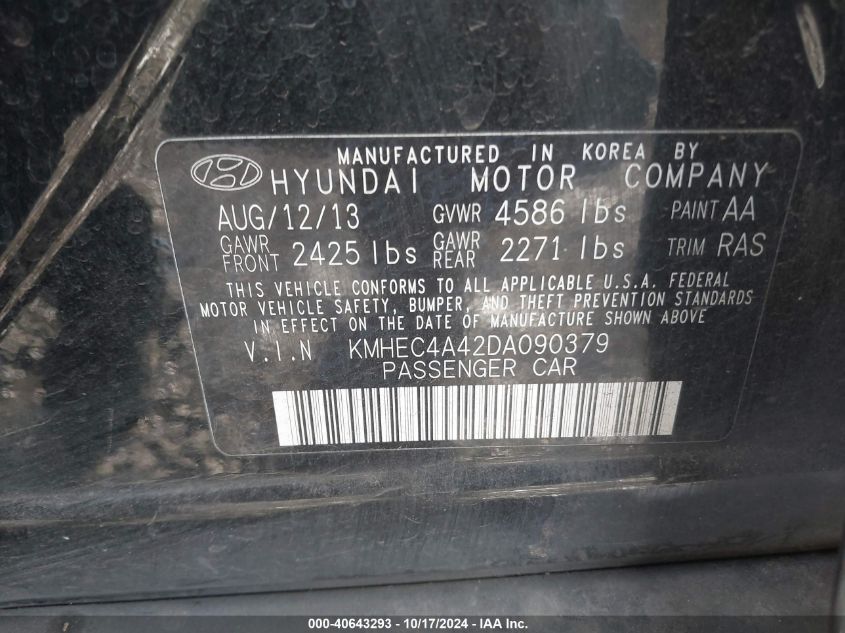 MANUFACTURED IN KOREA BY
HYUNDAI MOTOR COMPANY
AUG/12/13 GVWR 4586 lbs PAINT AA
GAWR FRONT 2425 lbs GAWR REAR 2271 lbs TRIM RAS
THIS VEHICLE CONFORMS TO ALL APPLICABLE U.S.A. FEDERAL
MOTOR VEHICLE SAFETY, BUMPER, AND THEFT PREVENTION STANDARDS
IN EFFECT ON THE DATE OF MANUFACTURE SHOWN ABOVE
V.I.N KMHEC4A42DA090379
PASSENGER CAR
000-40643293 - 10/17/2024 - IAA Inc.